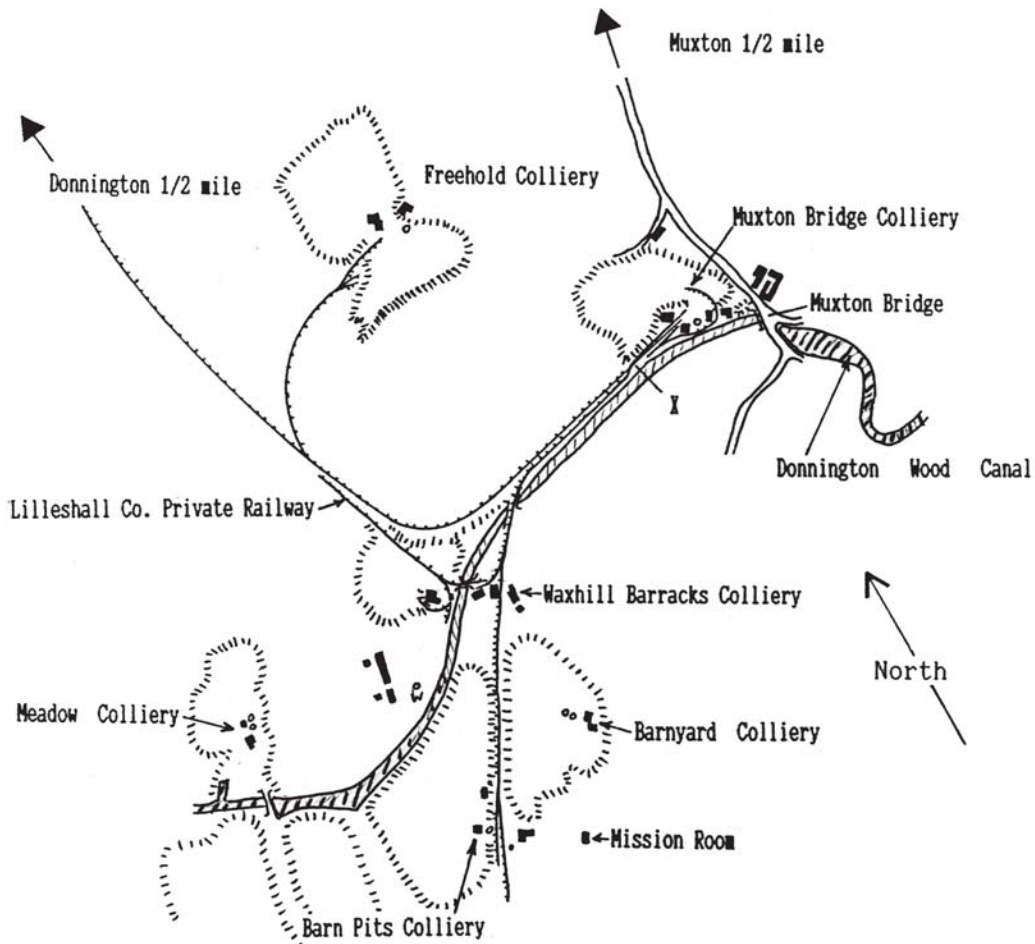 Muxton 1/2 mile
Donnington 1/2 mile
Freehold Colliery
Muxton Bridge Colliery
Muxton Bridge
X
Donnington Wood Canal
Lilleshall Co. Private Railway
Waxhill Barracks Colliery
North
Meadow Colliery
Barnyard Colliery
Mission Room
Barn Pits Colliery